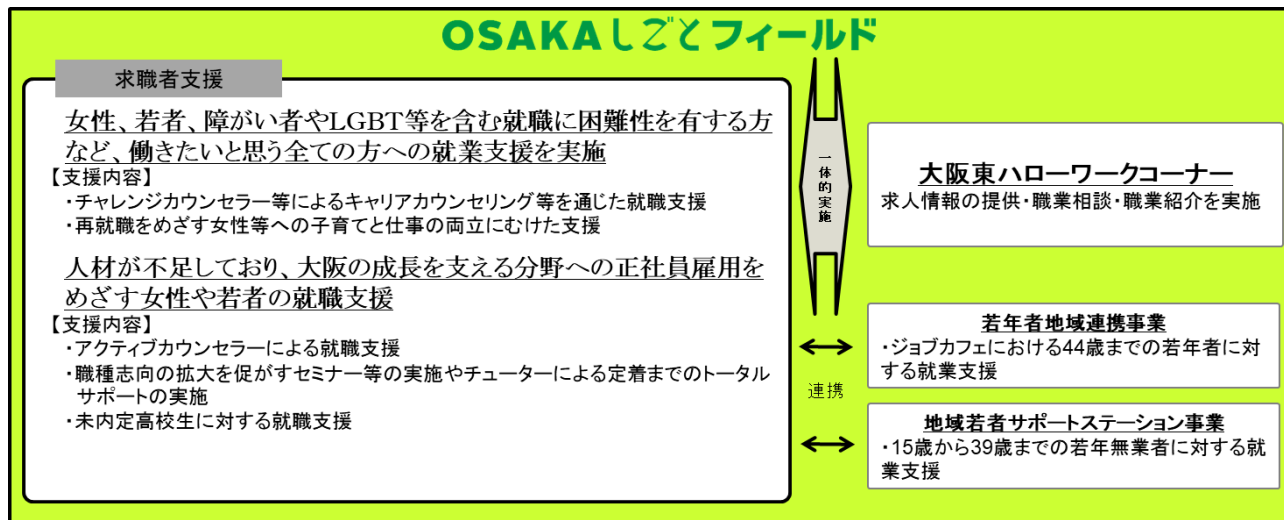 OSAKAしごとフィールド
求職者支援
女性、若者、障がい者やLGBT等を含む就職に困難性を有する方
など、働きたいと思う全ての方への就業支援を実施
【支援内容】
・チャレンジカウンセラー等によるキャリアカウンセリング等を通じた就職支援
・再就職をめざす女性等への子育てと仕事の両立にむけた支援
人材が不足しており、大阪の成長を支える分野への正社員雇用を
めざす女性や若者の就職支援
【支援内容】
・アクティブカウンセラーによる就職支援
・職種志向の拡大を促がすセミナー等の実施やチューターによる定着までのトータル
サポートの実施
・未内定高校生に対する就職支援
一体的実施
大阪東ハローワークコーナー
求人情報の提供・職業相談・職業紹介を実施
連携
若年者地域連携事業
・ジョブカフェにおける44歳までの若年者に対
する就業支援
地域若者サポートステーション事業
・15歳から39歳までの若年無業者に対する就
業支援